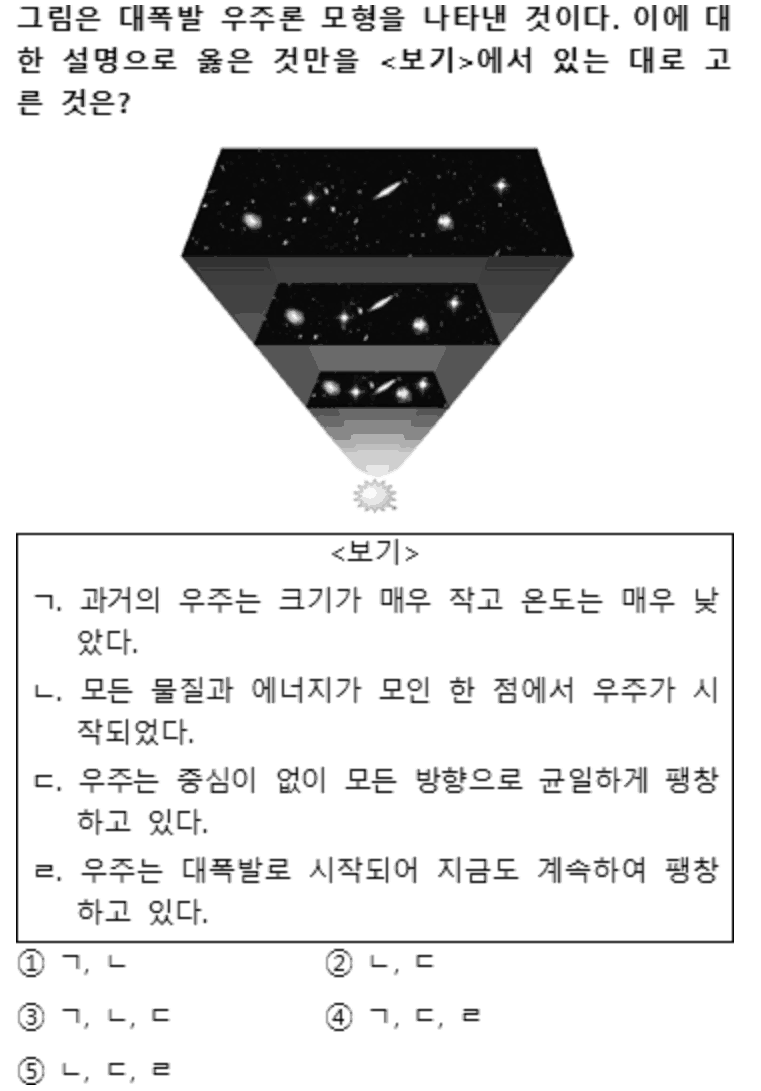 그림은 대폭발 우주론 모형을 나타낸 것이다. 이에 대
한 설명으로 옳은 것만을 <보기>에서 있는 대로 고
른 것은?
<보기>
ㄱ. 과거의 우주는 크기가 매우 작고 온도는 매우 낮
았다.
ㄴ. 모든 물질과 에너지가 모인 한 점에서 우주가 시
작되었다.
ㄷ. 우주는 중심이 없이 모든 방향으로 균일하게 팽창
하고 있다.
ㄹ. 우주는 대폭발로 시작되어 지금도 계속하여 팽창
하고 있다.
① ㄱ, ㄴ ② ㄴ, ㄷ
③ ㄱ, ㄴ, ㄷ ④ ㄱ, ㄷ, ㄹ
⑤ ㄴ, ㄷ, ㄹ